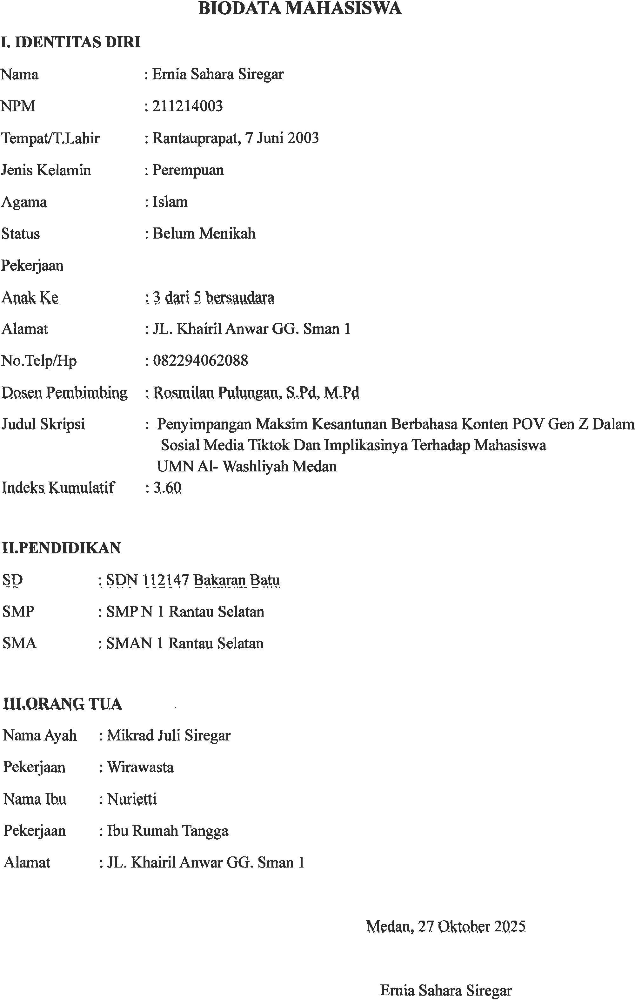 BIODATA MAHASISWA
I. IDENTITAS DIRI
Nama : Ernia Sahara Siregar
NPM : 211214003
Tempat/T.Lahir : Rantauprapat, 7 Juni 2003
Jenis Kelamin : Perempuan
Agama : Islam
Status : Belum Menikah
Pekerjaan
Anak Ke : 3 dari 5 bersaudara
Alamat : JL. Khairil Anwar GG. Sman 1
No.Telp/Hp : 082294062088
Dosen Pembimbing : Rosmilan Pulungan, S.Pd, M.Pd
Judul Skripsi : Penyimpangan Maksim Kesantunan Berbahasa Konten POV Gen Z Dalam
Sosial Media Tiktok Dan Implikasinya Terhadap Mahasiswa
UMN Al- Washliyah Medan
Indeks Kumulatif : 3.60
II.PENDIDIKAN
SD : SDN 112147 Bakaran Batu
SMP : SMP N 1 Rantau Selatan
SMA : SMAN 1 Rantau Selatan
III.ORANG TUA
Nama Ayah : Mikrad Juli Siregar
Pekerjaan : Wirawasta
Nama Ibu : Nurietti
Pekerjaan : Ibu Rumah Tangga
Alamat : JL. Khairil Anwar GG. Sman 1
Medan, 27 Oktober 2025
Ernia Sahara Siregar